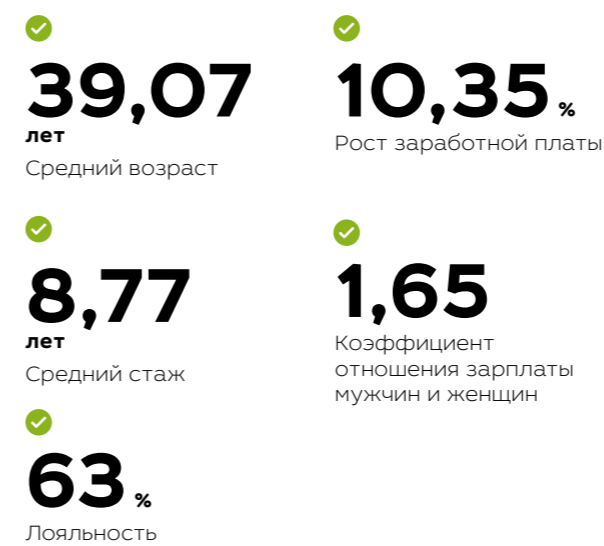 39,07
лет
Средний возраст
10,35 %
Рост заработной платы
8,77
лет
Средний стаж
1,65
Коэффициент
отношения зарплаты
мужчин и женщин
63 %
Лояльность